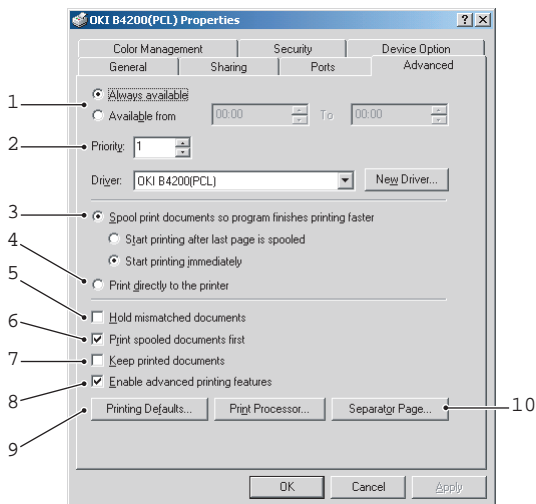 OKI B4200(PCL) Properties
Color Management Security Device Option
General Sharing Ports Advanced
1 Always available
Available from 00:00 To 00:00
2 Priority: 1
Driver: OKI B4200(PCL) New Driver...
3 Spool print documents so program finishes printing faster
Start printing after last page is spooled
4 Start printing immediately
5 Print directly to the printer
6 Hold mismatched documents
Print spooled documents first
7 Keep printed documents
8 Enable advanced printing features
9 Printing Defaults... Print Processor... Separator Page... 10
OK Cancel Apply